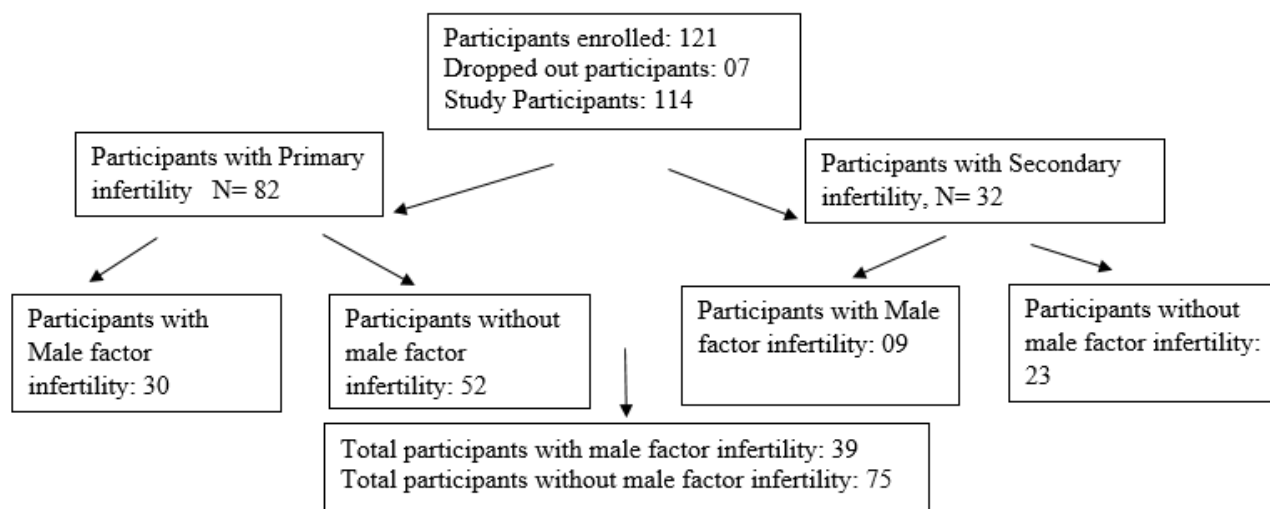 Participants enrolled: 121
Dropped out participants: 07
Study Participants: 114
Participants with Primary
infertility N= 82
Participants with Secondary
infertility, N= 32
Participants with
Male factor
infertility: 30
Participants without
male factor
infertility: 52
Participants with Male
factor infertility: 09
Participants without
male factor infertility:
23
Total participants with male factor infertility: 39
Total participants without male factor infertility: 75